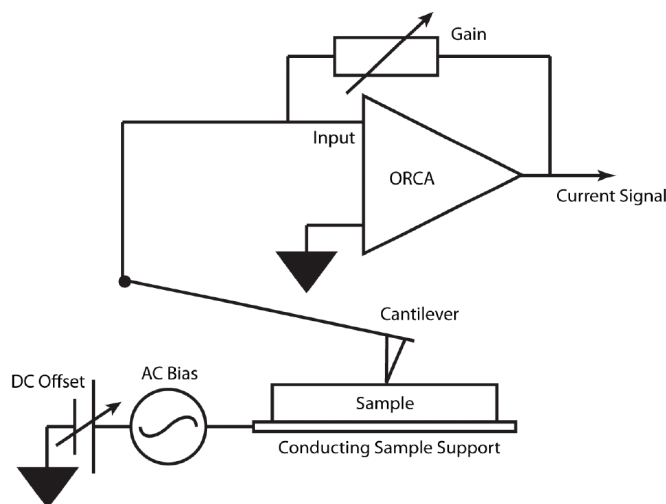 Gain
Input
ORCA
Current Signal
Cantilever
DC Offset
AC Bias
Sample
Conducting Sample Support